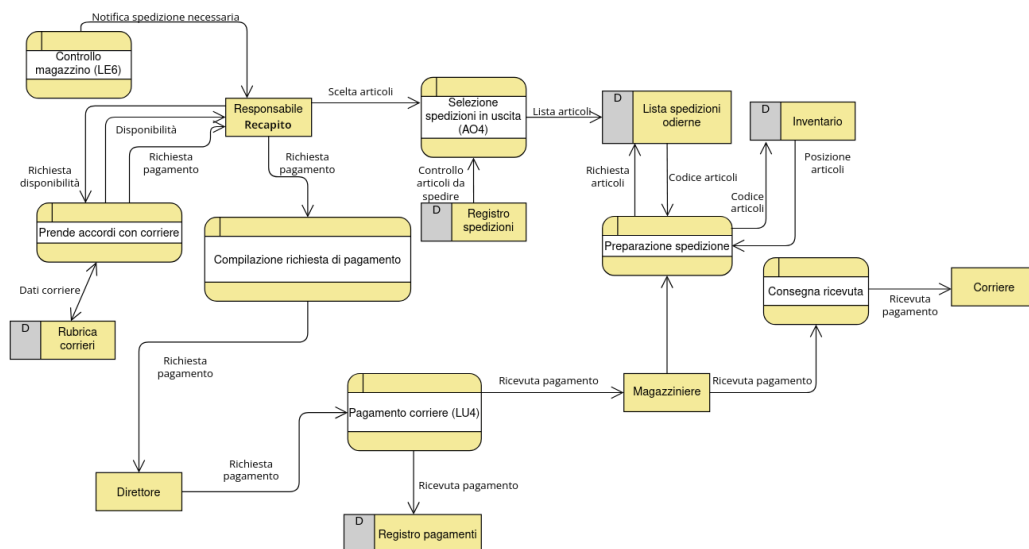 Notifica spedizione necessaria
Controllo
magazzino (LE6)
Responsabile
Recapito
Scelta articoli
Selezione
spedizioni in uscita
(AO4)
Lista articoli
D
Lista spedizioni
odierne
D
Inventario
Disponibilità
Richiesta
pagamento
Richiesta
disponibilità
Richiesta
pagamento
Controllo
articoli da
spedire
Richiesta
articoli
Codice articoli
Posizione
articoli
Codice
articoli
D
Registro
spedizioni
Prende accordi con corriere
Compilazione richiesta di pagamento
Preparazione spedizione
Dati corriere
Consegna ricevuta
Ricevuta
pagamento
Corriere
D
Rubrica
corrieri
Richiesta
pagamento
Ricevuta pagamento
Magazziniere
Ricevuta pagamento
Pagamento corriere (LU4)
Richiesta
pagamento
Direttore
Ricevuta pagamento
D
Registro pagamenti